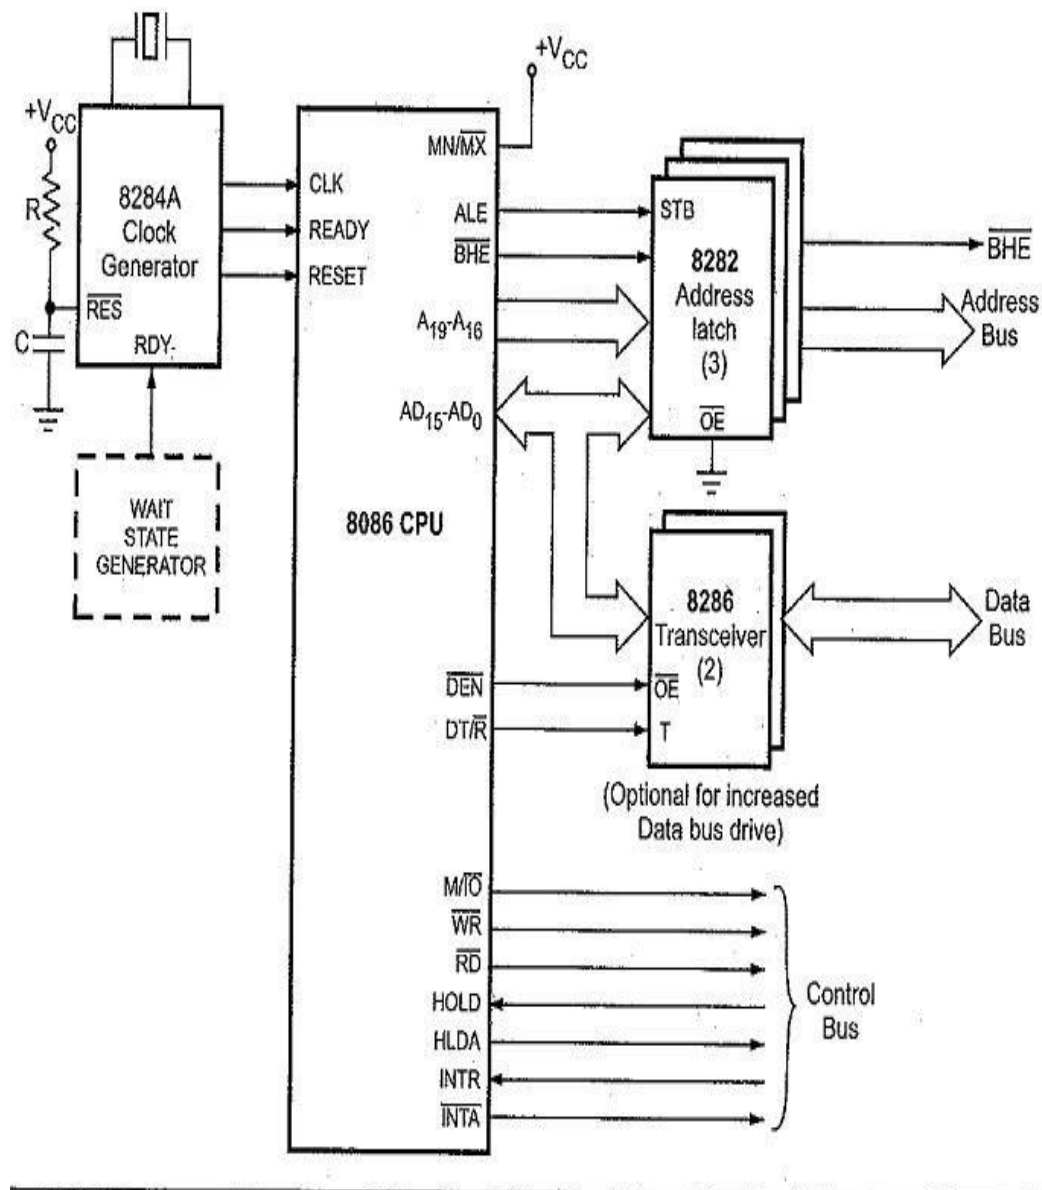 +VCC
+VCC
R
C
8284A
Clock
Generator
RES
RDY
WAIT
STATE
GENERATOR
CLK
READY
RESET
8086 CPU
MN/MX
ALE
BHE
A19-A16
AD15-AD0
DEN
DT/R
M/IO
WR
RD
HOLD
HLDA
INTR
INTA
STB
8282
Address
latch
(3)
OE
BHE
Address
Bus
8286
Transceiver
(2)
OE
T
Data
Bus
(Optional for increased
Data bus drive)
Control
Bus